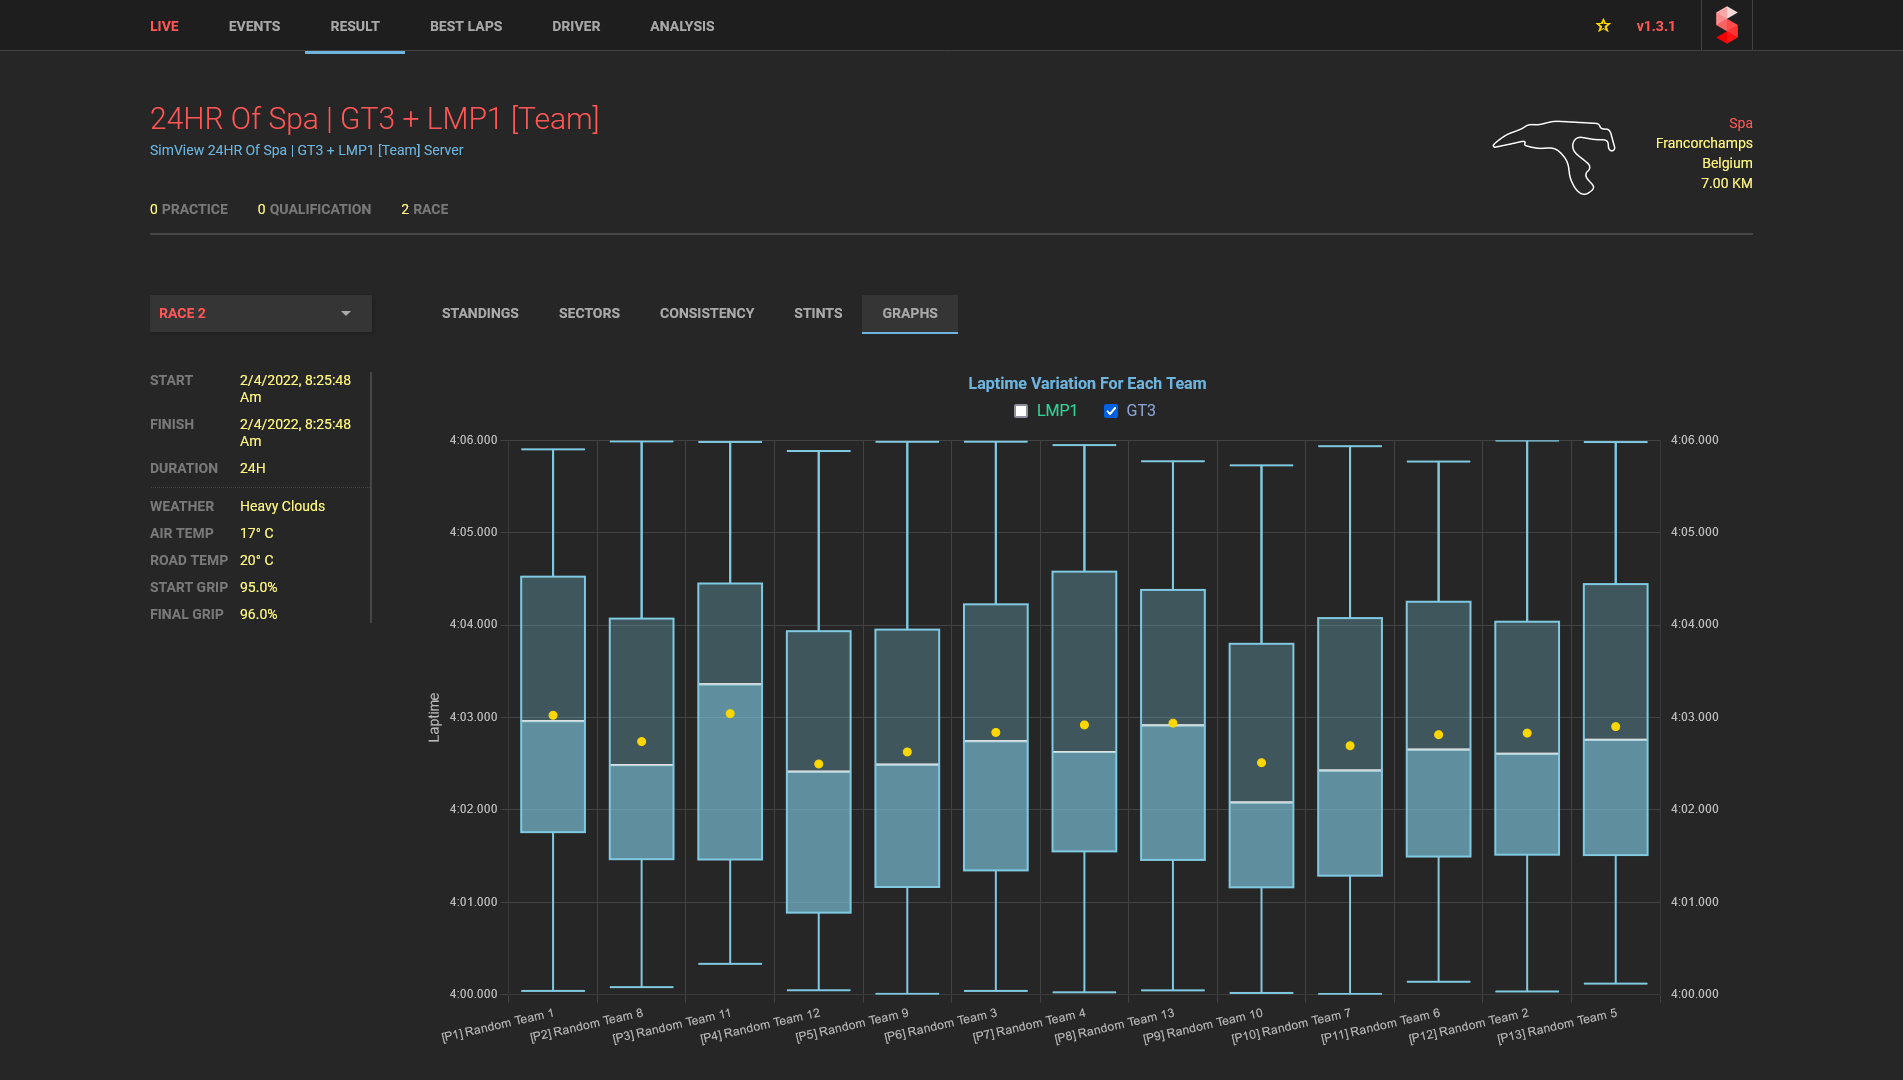 LIVE EVENTS RESULT BEST LAPS DRIVER ANALYSIS v1.3.1
24HR Of Spa | GT3 + LMP1 [Team]
SimView 24HR Of Spa | GT3 + LMP1 [Team] Server
Spa
Francorchamps
Belgium
7.00 KM
0 PRACTICE 0 QUALIFICATION 2 RACE
RACE 2
STANDINGS SECTORS CONSISTENCY STINTS GRAPHS
START 2/4/2022, 8:25:48
Am
FINISH 2/4/2022, 8:25:48
Am
DURATION 24H
WEATHER Heavy Clouds
AIR TEMP 17° C
ROAD TEMP 20° C
START GRIP 95.0%
FINAL GRIP 96.0%
Laptime Variation For Each Team
LMP1 GT3
4:06.000 4:06.000
4:05.000 4:05.000
4:04.000 4:04.000
4:03.000 4:03.000
4:02.000 4:02.000
4:01.000 4:01.000
4:00.000 4:00.000
Laptime
[P1] Random Team 1
[P2] Random Team 8
[P3] Random Team 11
[P4] Random Team 12
[P5] Random Team 9
[P6] Random Team 3
[P7] Random Team 4
[P8] Random Team 13
[P9] Random Team 10
[P10] Random Team 7
[P11] Random Team 6
[P12] Random Team 2
[P13] Random Team 5